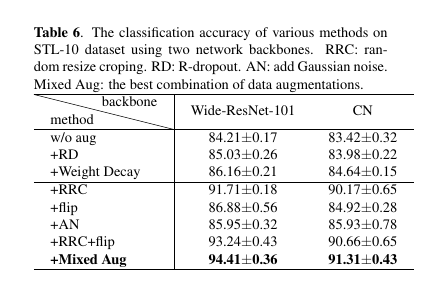 Table 6. The classification accuracy of various methods on
STL-10 dataset using two network backbones. RRC: ran-
dom resize croping. RD: R-dropout. AN: add Gaussian noise.
Mixed Aug: the best combination of data augmentations.
backbone
method Wide-ResNet-101 CN
w/o aug 84.21±0.17 83.42±0.32
+RD 85.03±0.26 83.98±0.22
+Weight Decay 86.16±0.21 84.64±0.15
+RRC 91.71±0.18 90.17±0.65
+flip 86.88±0.56 84.92±0.28
+AN 85.95±0.32 85.93±0.78
+RRC+flip 93.24±0.43 90.66±0.65
+Mixed Aug 94.41±0.36 91.31±0.43